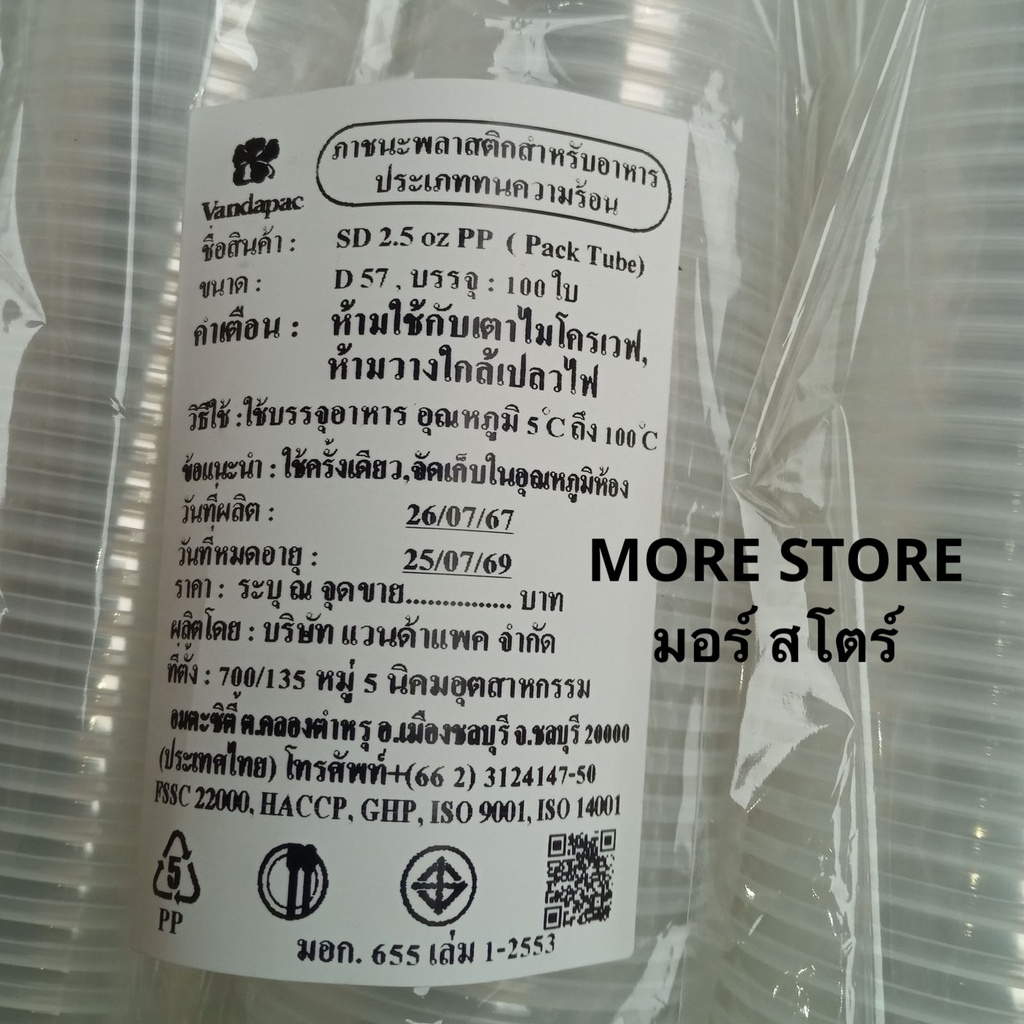 Vandapac
ภาชนะพลาสติกสำหรับอาหาร
ประเภททนความร้อน
ชื่อสินค้า : SD 2.5 oz PP ( Pack Tube)
ขนาด : D 57 , บรรจุ : 100 ใบ
คำเตือน : ห้ามใช้กับเตาไมโครเวฟ,
ห้ามวางใกล้เปลวไฟ
วิธีใช้ :ใช้บรรจุอาหาร อุณหภูมิ 5°C ถึง 100°C
ข้อแนะนำ : ใช้ครั้งเดียว,จัดเก็บในอุณหภูมิห้อง
วันที่ผลิต : 26/07/67
วันที่หมดอายุ : 25/07/69
ราคา : ระบุ ณ จุดขาย............... บาท
ผลิตโดย : บริษัท แวนด้าแพค จำกัด
ที่ตั้ง : 700/135 หมู่ 5 นิคมอุตสาหกรรม
อมตะซิตี้ ต.คลองตำหรุ อ.เมืองชลบุรี จ.ชลบุรี 20000
(ประเทศไทย) โทรศัพท์+(66 2) 3124147-50
FSSC 22000, HACCP, GHP, ISO 9001, ISO 14001
5
PP
มอก. 655 เล่ม 1-2553
MORE STORE
มอร์ สโตร์